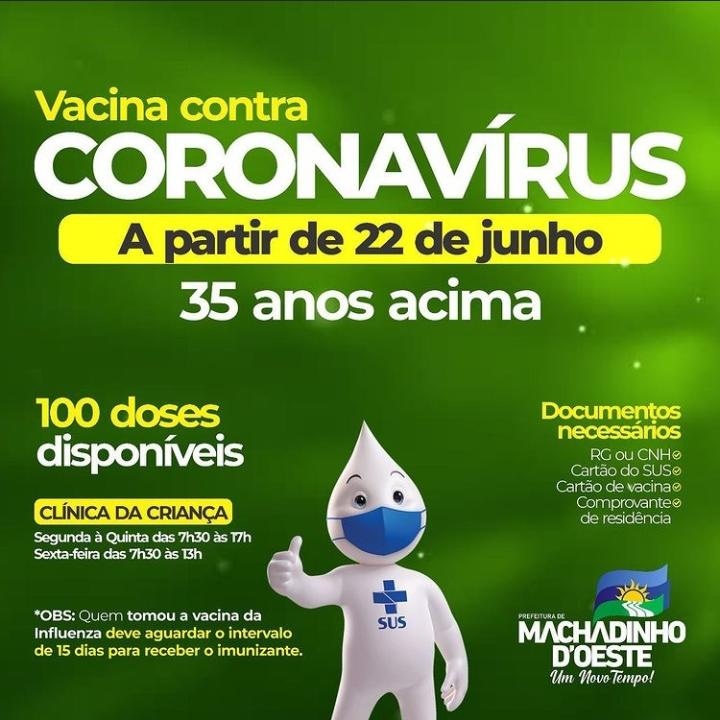 Vacina contra
CORONAVÍRUS
A partir de 22 de junho
35 anos acima
100 doses
disponíveis
CLÍNICA DA CRIANÇA
Segunda à Quinta das 7h30 às 17h
Sexta-feira das 7h30 às 13h
*OBS: Quem tomou a vacina da
Influenza deve aguardar o intervalo
de 15 dias para receber o imunizante.
Documentos
necessários
RG ou CNH
Cartão do SUS
Cartão de vacina
Comprovante
de residência
SUS
PREFEITURA DE
MACHADINHO
D'OESTE
Um Novo Tempo!